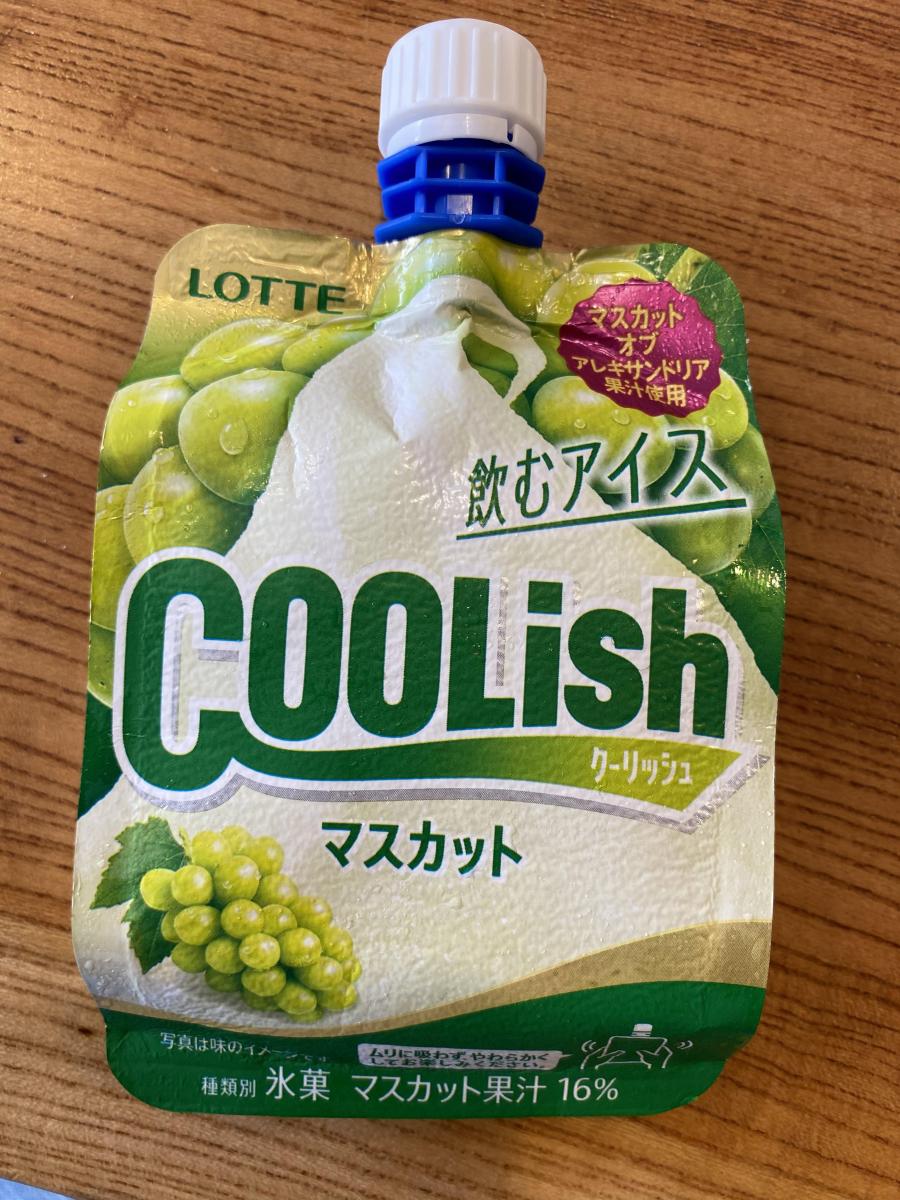 LOTTE
マスカット
オブ
アレキサンドリア
果汁使用
飲むアイス
COOLish
クーリッシュ
マスカット
写真は味のイメージです
ムリに吸わず やわらかく
してお楽しみください。
種類別 氷菓 マスカット果汁 16%